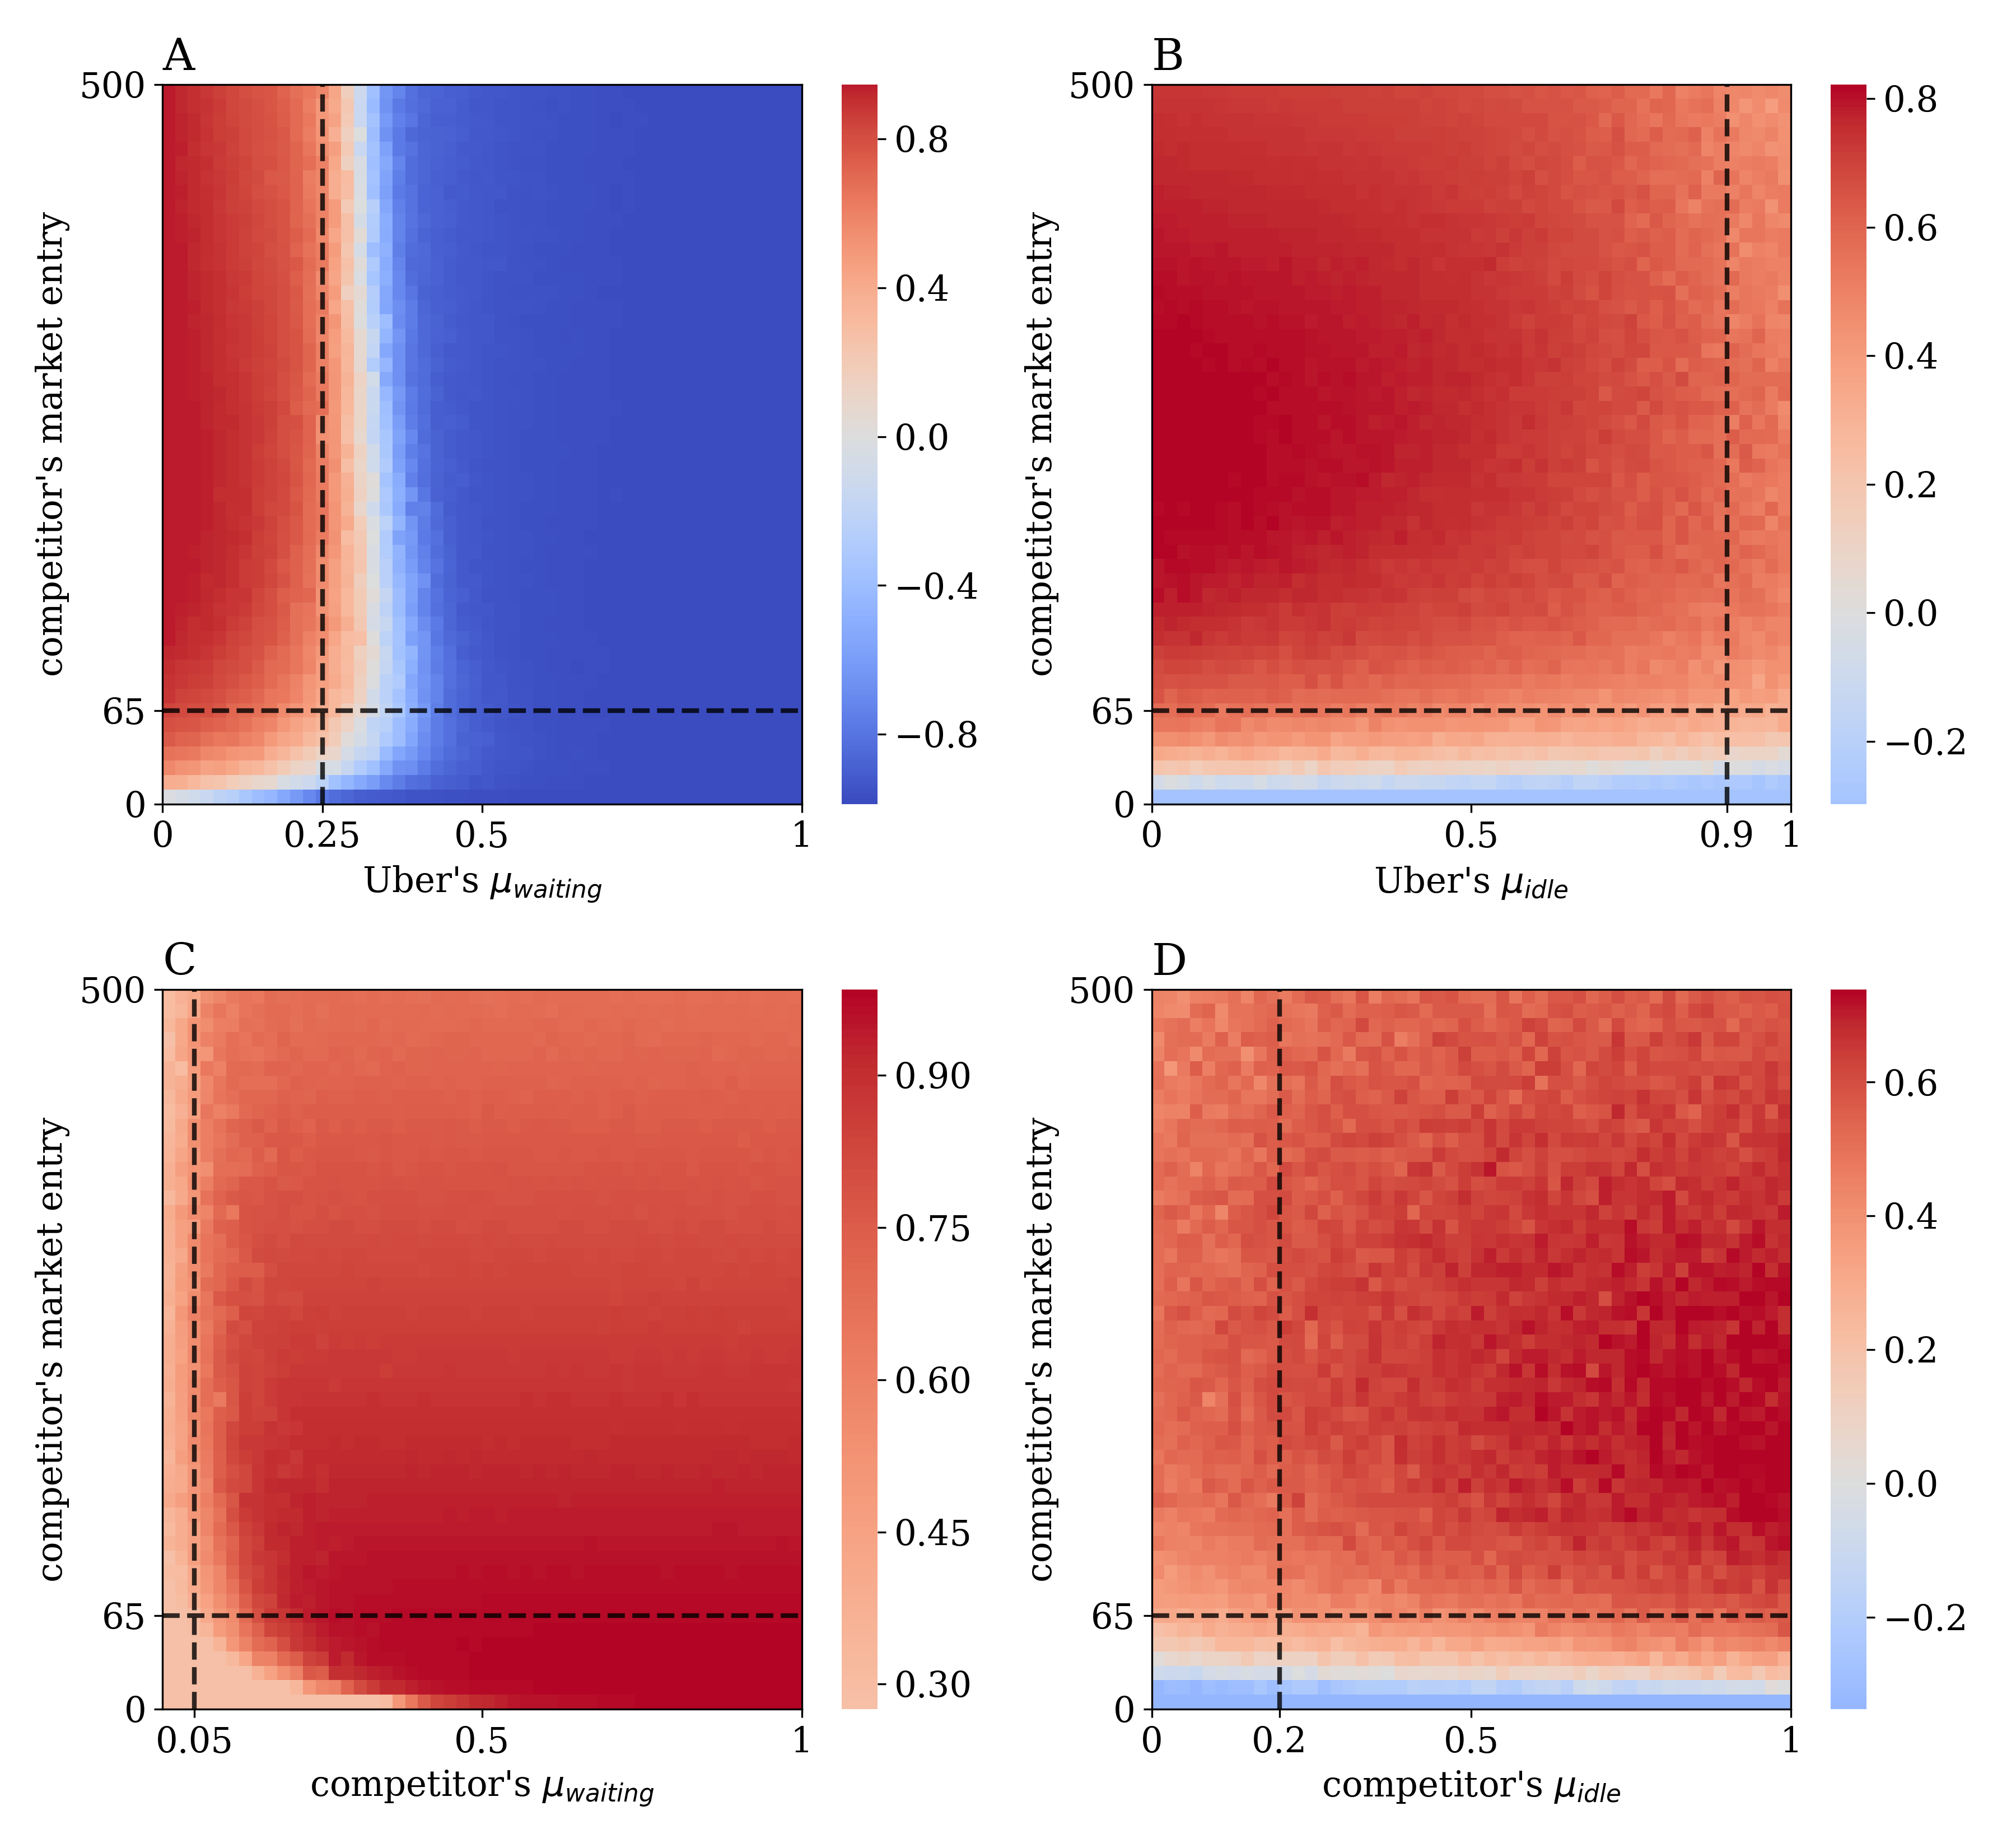 A
500
competitor's market entry
65
0
0 0.25 0.5 1
Uber's μwaiting
0.8
0.4
0.0
−0.4
−0.8
B
500
competitor's market entry
65
0
0 0.5 0.9 1
Uber's μidle
0.8
0.6
0.4
0.2
0.0
−0.2
C
500
competitor's market entry
65
0
0.05 0.5 1
competitor's μwaiting
0.90
0.75
0.60
0.45
0.30
D
500
competitor's market entry
65
0
0 0.2 0.5 1
competitor's μidle
0.6
0.4
0.2
0.0
−0.2